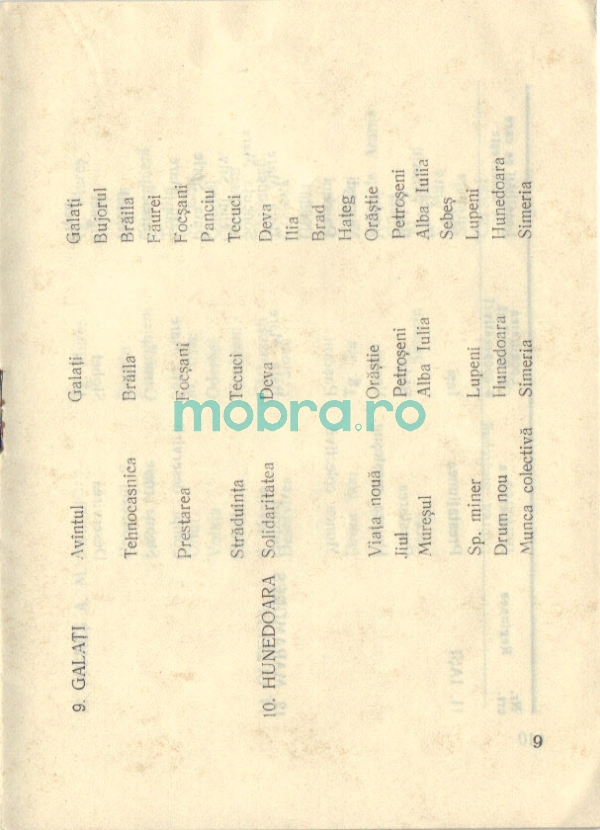 9. GALAȚI Avintul Galați Galați
Bujorul
Tehnocasnica Brăila Brăila
Făurei
Prestarea Focșani Focșani
Panciu
Străduința Tecuci Tecuci
10. HUNEDOARA Solidaritatea Deva Deva
Ilia
Brad
Hațeg
Viața nouă Orăștie Orăștie
Jiul Petroșeni Petroșeni
Mureșul Alba Iulia Alba Iulia
Sebeș
Sp. miner Lupeni Lupeni
Drum nou Hunedoara Hunedoara
Munca colectivă Simeria Simeria
9
mobra.ro